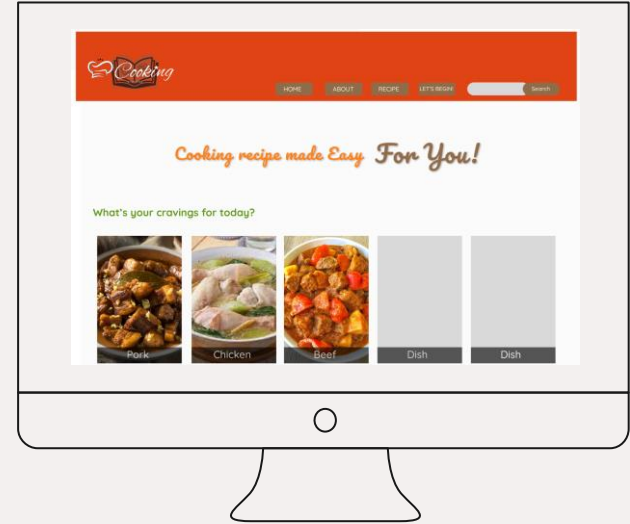 Cooking
HOME ABOUT RECIPE LET'S BEGIN! Search
Cooking recipe made Easy For You!
What's your cravings for today?
Pork Chicken Beef Dish Dish